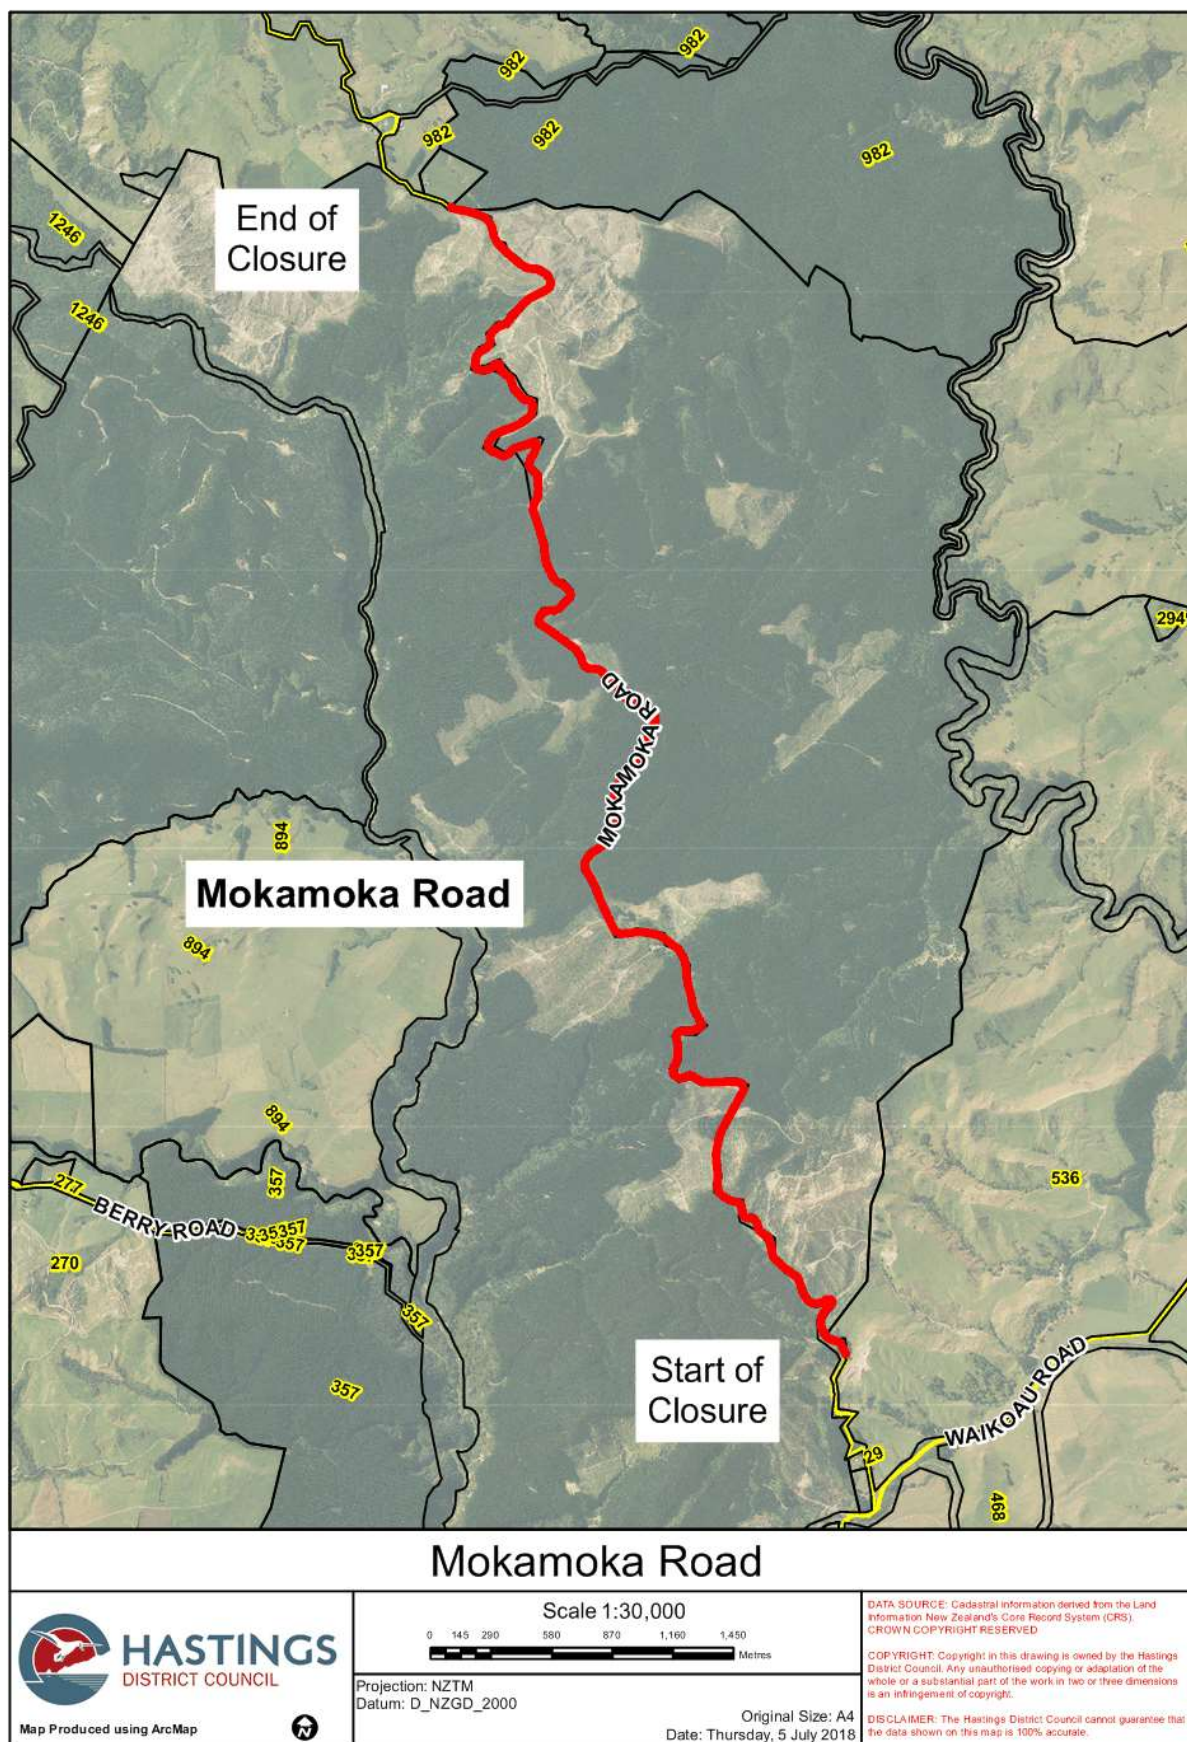 982
982
982
982
982
End of
Closure
1246
1246
2949
ROAD
MOKAMOKA
894
Mokamoka Road
894
894
357
277
BERRY ROAD
357
357
357
270
357
357
536
Start of
Closure
WAIKOAU ROAD
29
468
Mokamoka Road
HASTINGS
DISTRICT COUNCIL
Map Produced using ArcMap
Scale 1:30,000
0 145 290 580 870 1,160 1,450
Metres
Projection: NZTM
Datum: D_NZGD_2000
Original Size: A4
Date: Thursday, 5 July 2018
DATA SOURCE: Cadastral information derived from the Land
Information New Zealand's Core Record System (CRS).
CROWN COPYRIGHT RESERVED
COPYRIGHT: Copyright in this drawing is owned by the Hastings
District Council. Any unauthorised copying or adaptation of the
whole or a substantial part of the work in two or three dimensions
is an infringement of copyright.
DISCLAIMER: The Hastings District Council cannot guarantee that
the data shown on this map is 100% accurate.